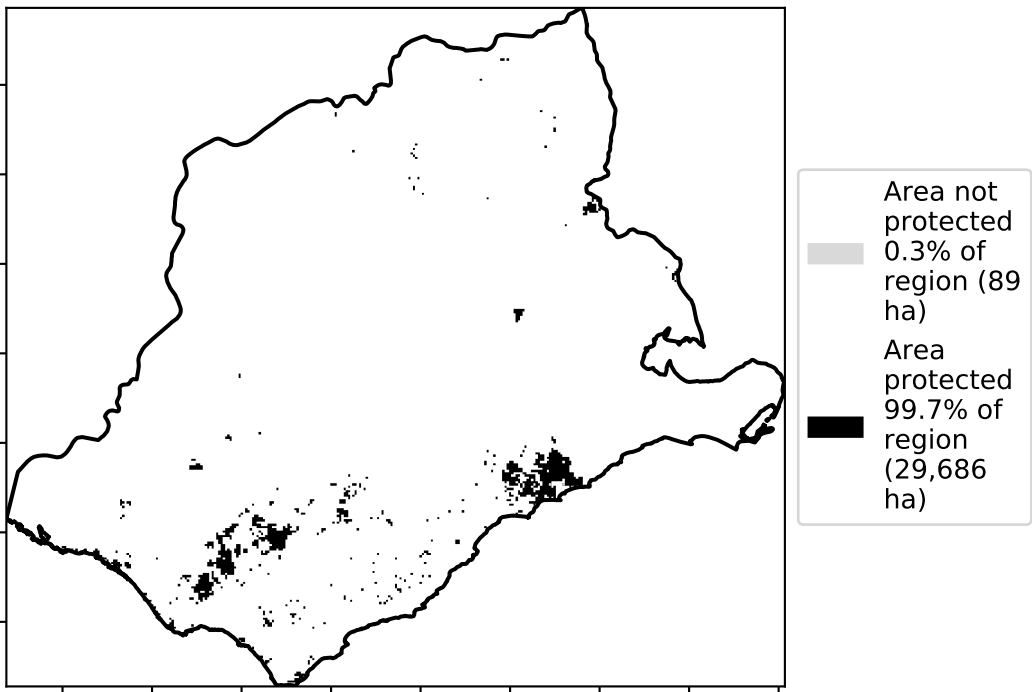 Area not
protected
0.3% of
region (89
ha)
Area
protected
99.7% of
region
(29,686
ha)